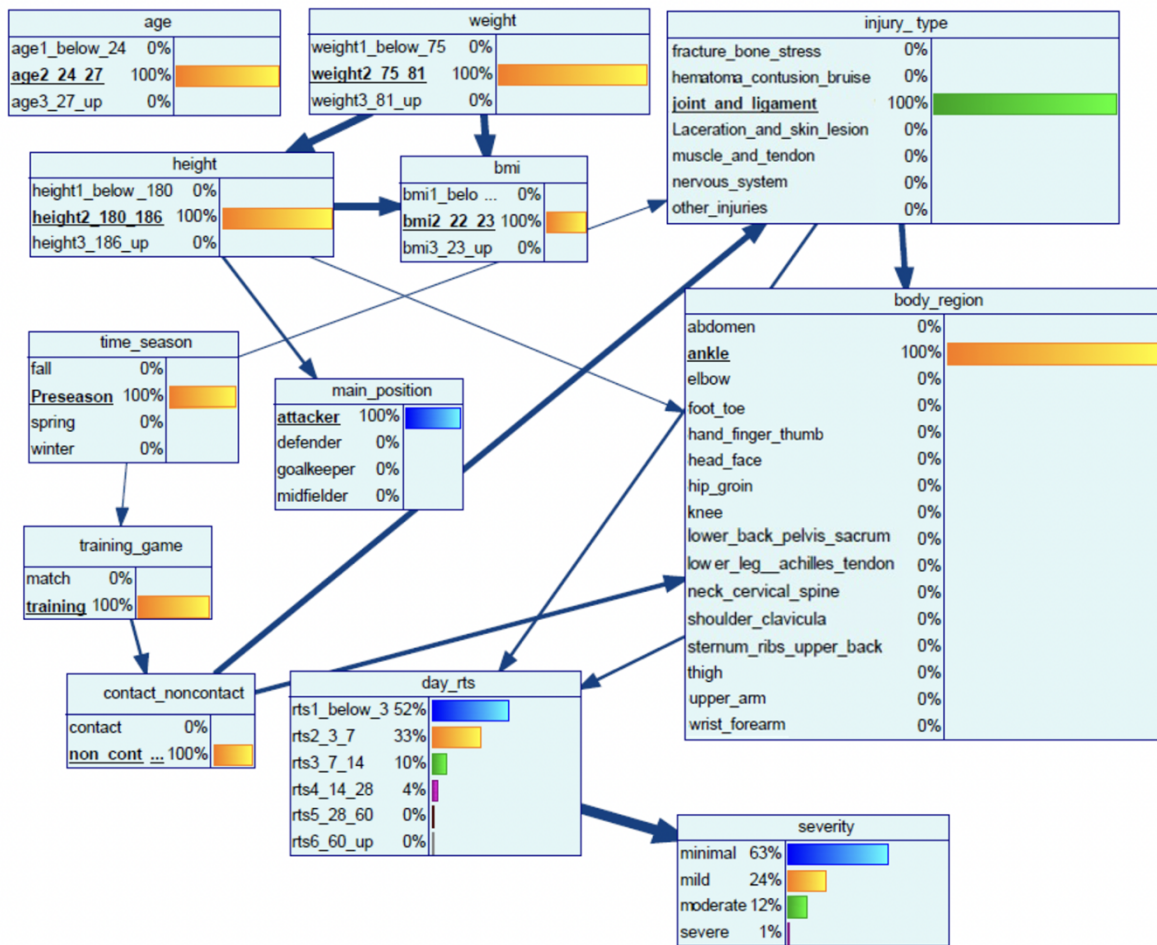 age
age1_below_24 0%
age2_24_27 100%
age3_27_up 0%
weight
weight1_below_75 0%
weight2_75_81 100%
weight3_81_up 0%
injury_type
fracture_bone_stress 0%
hematoma_contusion_bruise 0%
joint_and_ligament 100%
Laceration_and_skin_lesion 0%
muscle_and_tendon 0%
nervous_system 0%
other_injuries 0%
height
height1_below_180 0%
height2_180_186 100%
height3_186_up 0%
bmi
bmi1_belo ... 0%
bmi2_22_23 100%
bmi3_23_up 0%
body_region
abdomen 0%
ankle 100%
elbow 0%
foot_toe 0%
hand_finger_thumb 0%
head_face 0%
hip_groin 0%
knee 0%
lower_back_pelvis_sacrum 0%
lower_leg__achilles_tendon 0%
neck_cervical_spine 0%
shoulder_clavicula 0%
sternum_ribs_upper_back 0%
thigh 0%
upper_arm 0%
wrist_forearm 0%
time_season
fall 0%
Preseason 100%
spring 0%
winter 0%
main_position
attacker 100%
defender 0%
goalkeeper 0%
midfielder 0%
training_game
match 0%
training 100%
contact_noncontact
contact 0%
non_cont ... 100%
day_rts
rts1_below_3 52%
rts2_3_7 33%
rts3_7_14 10%
rts4_14_28 4%
rts5_28_60 0%
rts6_60_up 0%
severity
minimal 63%
mild 24%
moderate 12%
severe 1%